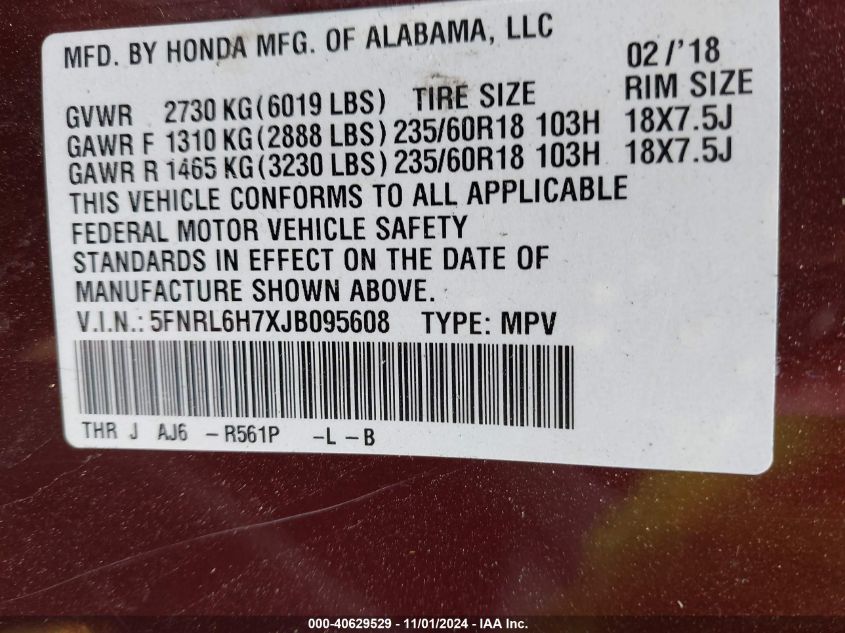 MFD. BY HONDA MFG. OF ALABAMA, LLC 02 /'18
GVWR 2730 KG(6019 LBS) TIRE SIZE RIM SIZE
GAWR F 1310 KG(2888 LBS) 235/60R18 103H 18X7.5J
GAWR R 1465 KG(3230 LBS) 235/60R18 103H 18X7.5J
THIS VEHICLE CONFORMS TO ALL APPLICABLE
FEDERAL MOTOR VEHICLE SAFETY
STANDARDS IN EFFECT ON THE DATE OF
MANUFACTURE SHOWN ABOVE.
V.I.N.: 5FNRL6H7XJB095608 TYPE: MPV
THR J AJ6 -R561P -L -B
000-40629529 - 11/01/2024 - IAA Inc.